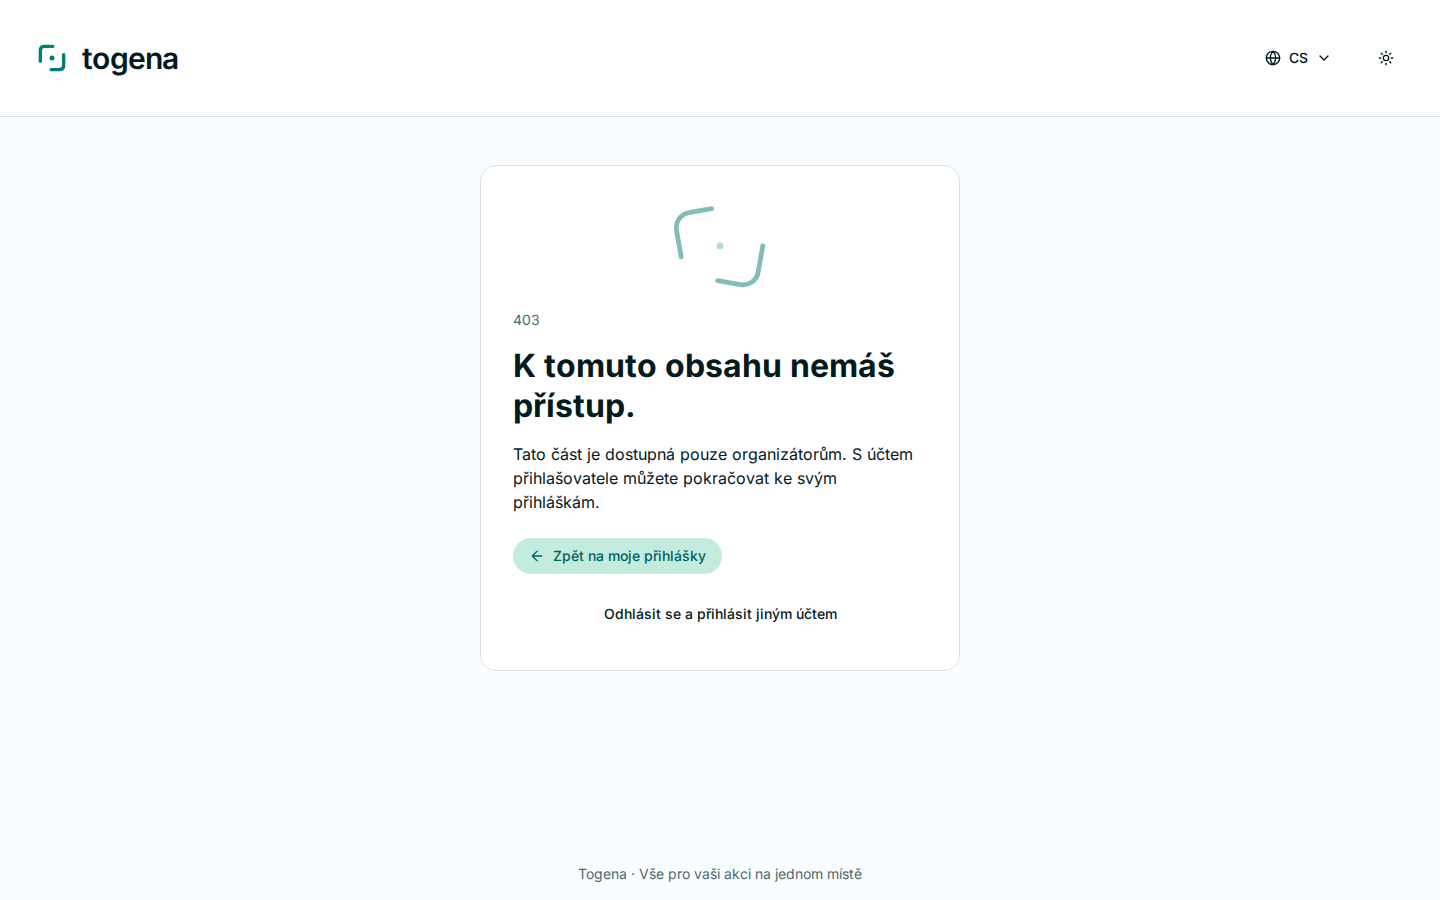 togena
CS
403
K tomuto obsahu nemáš
přístup.
Tato část je dostupná pouze organizátorům. S účtem
přihlašovatele můžete pokračovat ke svým
přihláškám.
Zpět na moje přihlášky
Odhlásit se a přihlásit jiným účtem
Togena · Vše pro vaši akci na jednom místě